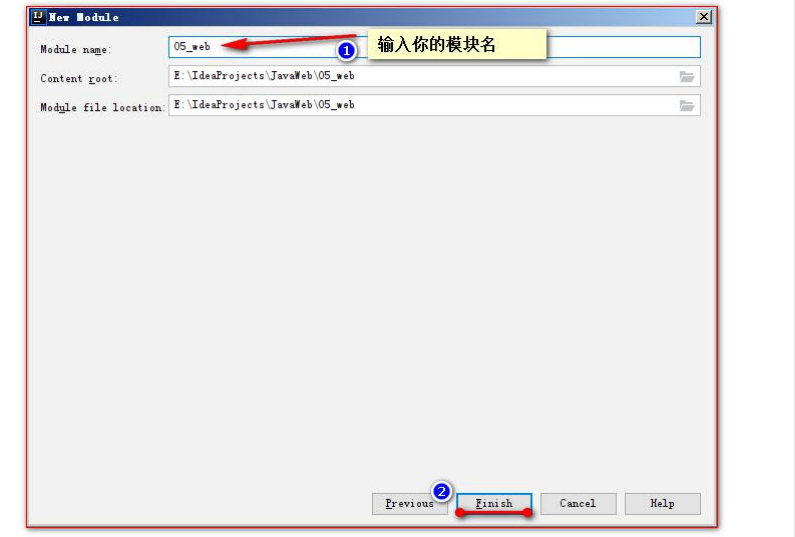 New Module
Module name:
05_web
1
输入你的模块名
Content root:
E:\IdeaProjects\JavaWeb\05_web
Module file location:
E:\IdeaProjects\JavaWeb\05_web
2
Previous
Finish
Cancel
Help